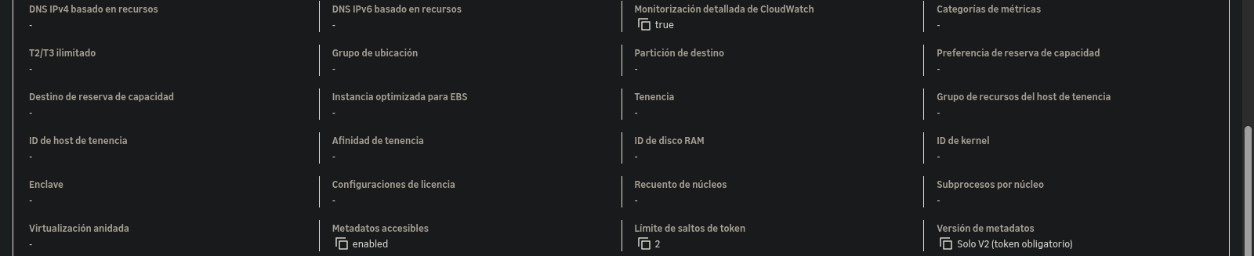 DNS IPv4 basado en recursos DNS IPv6 basado en recursos Monitorización detallada de CloudWatch Categorías de métricas
- - true -
T2/T3 ilimitado Grupo de ubicación Partición de destino Preferencia de reserva de capacidad
- - - -
Destino de reserva de capacidad Instancia optimizada para EBS Tenencia Grupo de recursos del host de tenencia
- - - -
ID de host de tenencia Afinidad de tenencia ID de disco RAM ID de kernel
- - - -
Enclave Configuraciones de licencia Recuento de núcleos Subprocesos por núcleo
- - - -
Virtualización anidada Metadatos accesibles Límite de saltos de token Versión de metadatos
- enabled 2 Solo V2 (token obligatorio)